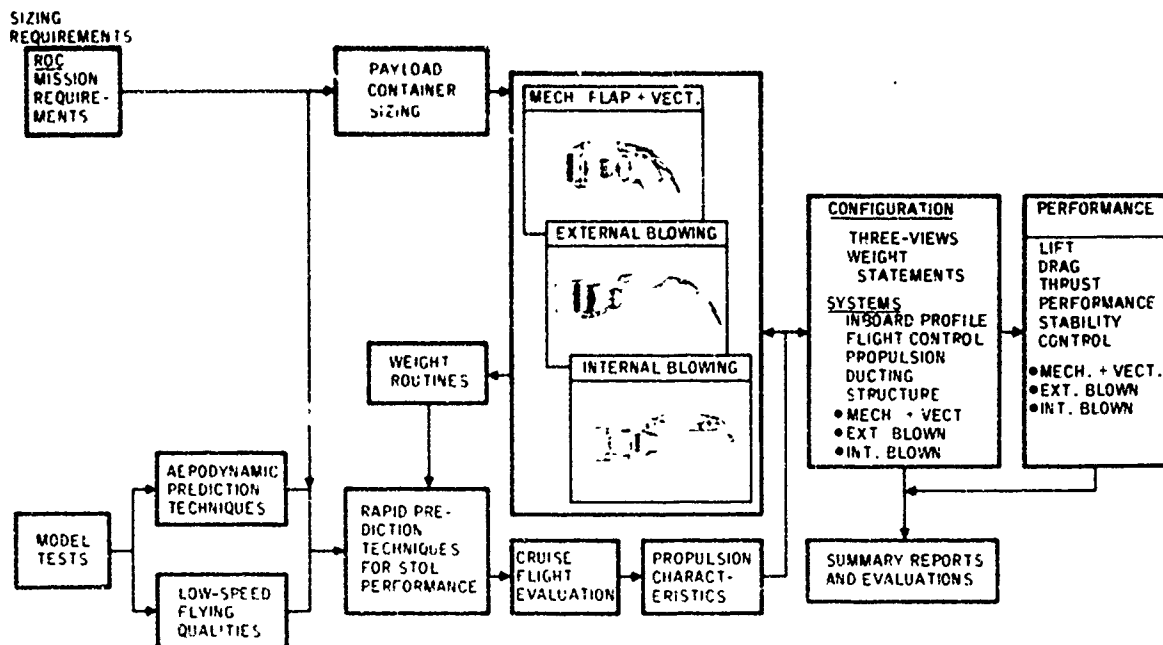 SIZING
REQUIREMENTS
ROC
MISSION
REQUIRE-
MENTS
PAYLOAD
CONTAINER
SIZING
MECH FLAP + VECT.
EXTERNAL BLOWING
INTERNAL BLOWING
WEIGHT
ROUTINES
CONFIGURATION
THREE-VIEWS
WEIGHT
STATEMENTS
SYSTEMS
INBOARD PROFILE
FLIGHT CONTROL
PROPULSION
DUCTING
STRUCTURE
• MECH + VECT
• EXT BLOWN
• INT. BLOWN
PERFORMANCE
LIFT
DRAG
THRUST
PERFORMANCE
STABILITY
CONTROL
• MECH. + VECT.
• EXT. BLOWN
• INT. BLOWN
MODEL
TESTS
AERODYNAMIC
PREDICTION
TECHNIQUES
LOW-SPEED
FLYING
QUALITIES
RAPID PRE-
DICTION
TECHNIQUES
FOR STOL
PERFORMANCE
CRUISE
FLIGHT
EVALUATION
PROPULSION
CHARACT-
ERISTICS
SUMMARY REPORTS
AND EVALUATIONS